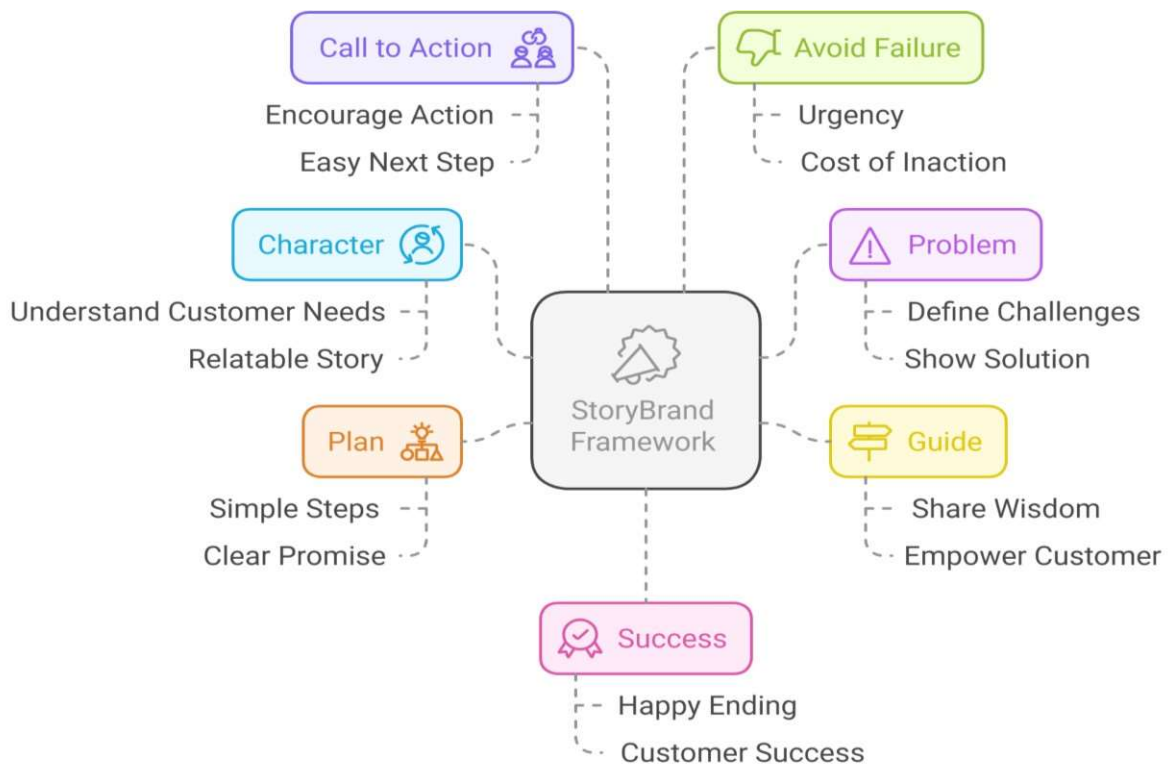 Call to Action
Encourage Action
Easy Next Step
Avoid Failure
Urgency
Cost of Inaction
Character
Understand Customer Needs
Relatable Story
Problem
Define Challenges
Show Solution
StoryBrand
Framework
Plan
Simple Steps
Clear Promise
Guide
Share Wisdom
Empower Customer
Success
Happy Ending
Customer Success